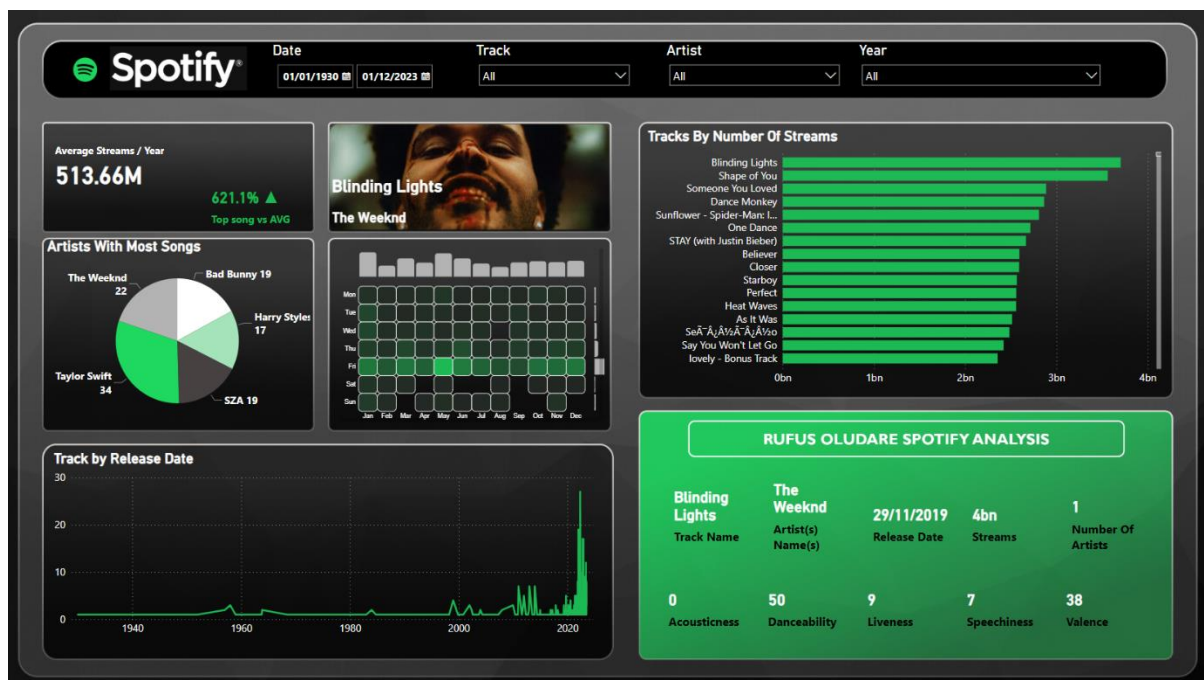 Spotify®
Date
01/01/1930
01/12/2023
Track
All
Artist
All
Year
All
Average Streams / Year
513.66M
621.1% ▲
Top song vs AVG
Blinding Lights
The Weeknd
Tracks By Number Of Streams
Blinding Lights
Shape of You
Someone You Loved
Dance Monkey
Sunflower - Spider-Man: I...
One Dance
STAY (with Justin Bieber)
Believer
Closer
Starboy
Perfect
Heat Waves
As It Was
SeÃ¯Â¿Â½Ã¯Â¿Â½o
Say You Won't Let Go
lovely - Bonus Track
0bn 1bn 2bn 3bn 4bn
Artists With Most Songs
The Weeknd
22
Bad Bunny 19
Harry Styles
17
SZA 19
Taylor Swift
34
Mon
Tue
Wed
Thu
Fri
Sat
Sun
Jan Feb Mar Apr May Jun Jul Aug Sep Oct Nov Dec
Track by Release Date
30
20
10
0
1940 1960 1980 2000 2020
RUFUS OLUDARE SPOTIFY ANALYSIS
Blinding
Lights
Track Name
The
Weeknd
Artist(s)
Name(s)
29/11/2019
Release Date
4bn
Streams
1
Number Of
Artists
0
Acousticness
50
Danceability
9
Liveness
7
Speechiness
38
Valence